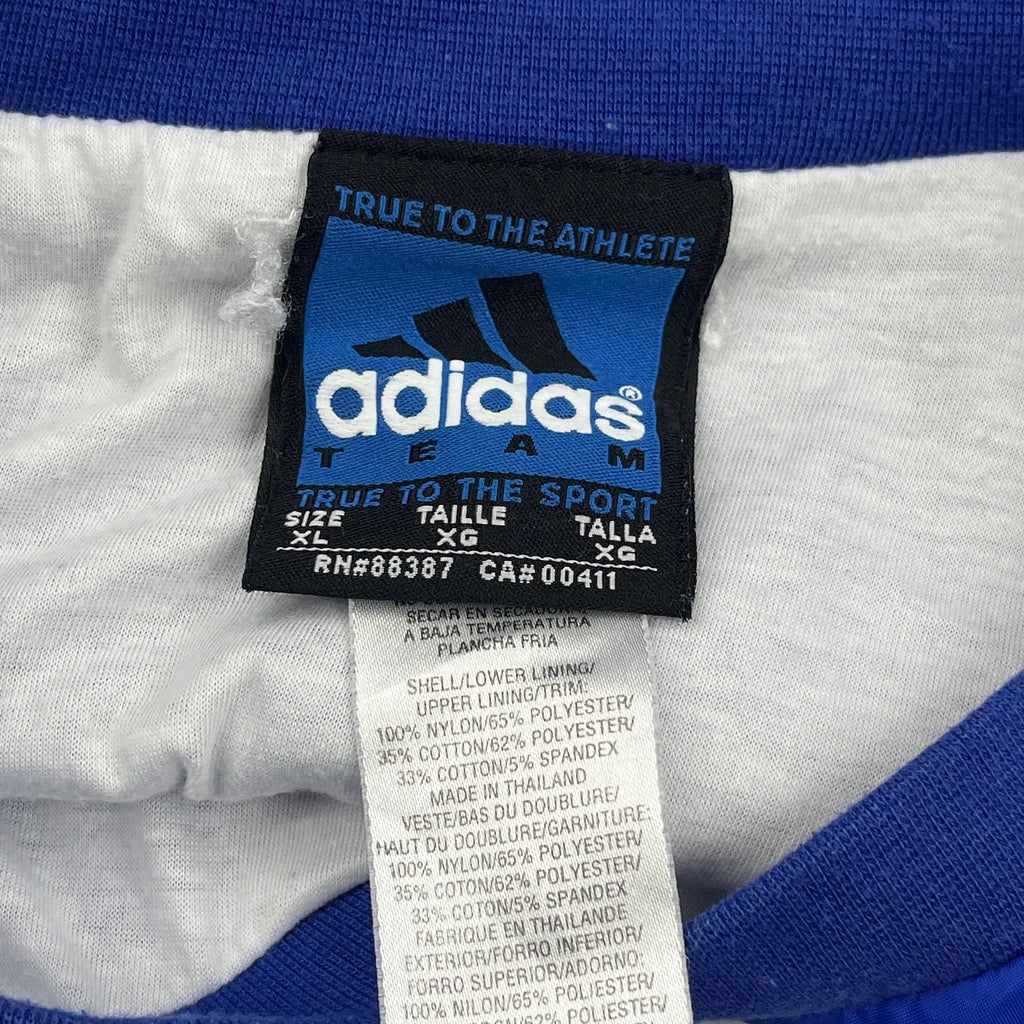 TRUE TO THE ATHLETE
adidas®
TEAM
TRUE TO THE SPORT
SIZE TAILLE TALLA
XL XG XG
RN#88387 CA#00411
SECAR EN SECADORA
A BAJA TEMPERATURA
PLANCHA FRIA
SHELL/LOWER LINING/
UPPER LINING/TRIM:
100% NYLON/65% POLYESTER/
35% COTTON/62% POLYESTER/
33% COTTON/5% SPANDEX
MADE IN THAILAND
VESTE/BAS DU DOUBLURE/
HAUT DU DOUBLURE/GARNITURE:
100% NYLON/65% POLYESTER/
35% COTON/62% POLYESTER/
33% COTON/5% SPANDEX
FABRIQUE EN THAILANDE
EXTERIOR/FORRO INFERIOR/
FORRO SUPERIOR/ADORNO:
100% NILON/65% POLIESTER/
POLIESTER/